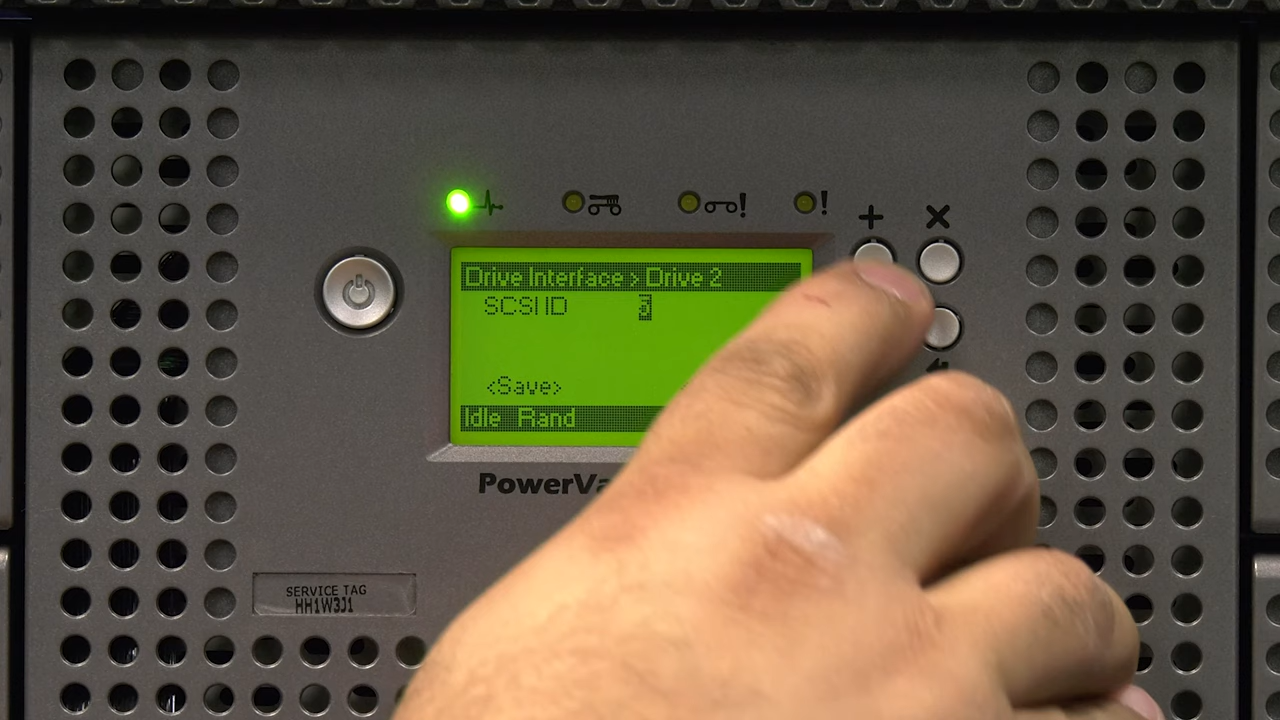 Drive Interface > Drive 2
SCSI ID
<Save>
Idle Rand
PowerVa
SERVICE TAG
HH1W3J1